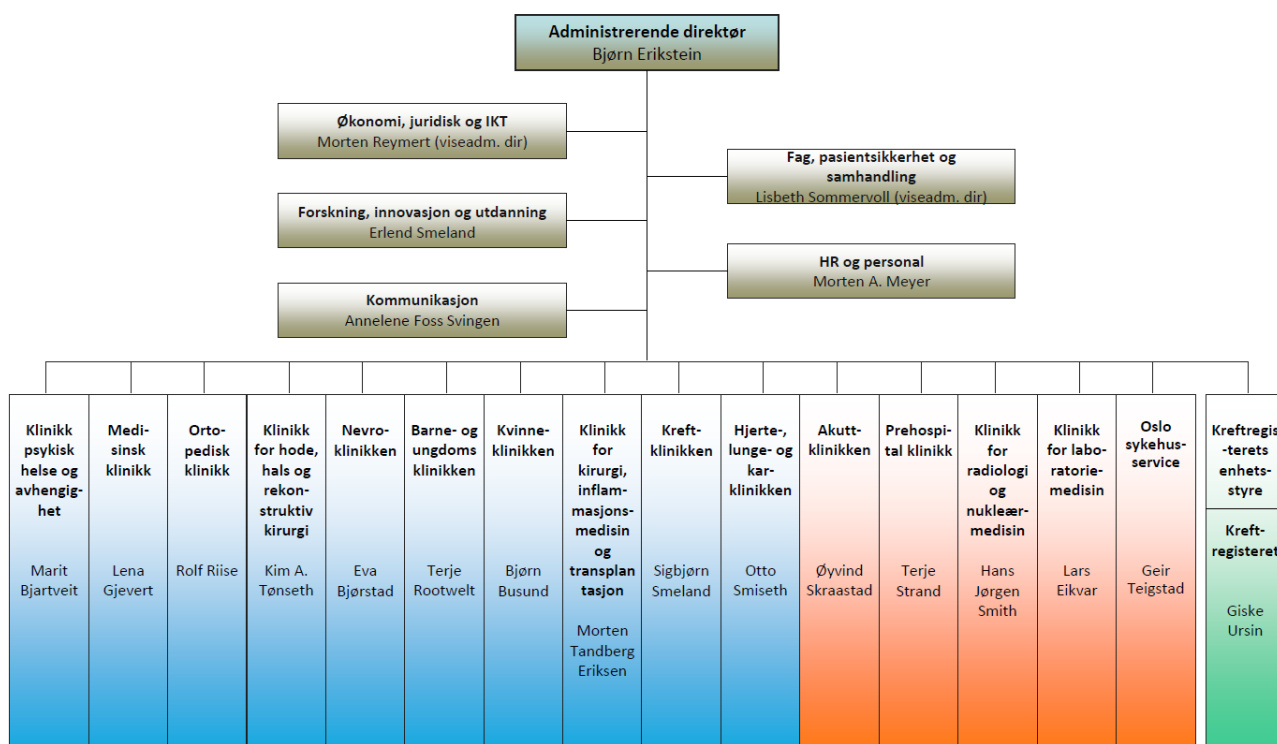 Administrerende direktør
Bjørn Erikstein
Økonomi, juridisk og IKT
Morten Reymert (viseadm. dir)
Fag, pasientsikkerhet og
samhandling
Lisbeth Sommervoll (viseadm. dir)
Forskning, innovasjon og utdanning
Erlend Smeland
HR og personal
Morten A. Meyer
Kommunikasjon
Annelene Foss Svingen
Klinikk
psykisk
helse og
avhengig-
het
Marit
Bjartveit
Medi-
sinsk
klinikk
Lena
Gjevert
Orto-
pedisk
klinikk
Rolf Riise
Klinikk
for hode,
hals og
rekon-
struktiv
kirurgi
Kim A.
Tønseth
Nevro-
klinikken
Eva
Bjørstad
Barne- og
ungdoms
klinikken
Terje
Rootwelt
Kvinne-
klinikken
Bjørn
Busund
Klinikk
for
kirurgi,
inflam-
masjons-
medisin
og
transplan
tasjon
Morten
Tandberg
Eriksen
Kreft-
klinikken
Sigbjørn
Smeland
Hjerte-,
lunge- og
kar-
klinikken
Otto
Smiseth
Akutt-
klinikken
Øyvind
Skraastad
Prehospi-
tal klinikk
Terje
Strand
Klinikk
for
radiologi
og
nukleær-
medisin
Hans
Jørgen
Smith
Klinikk
for labo-
ratorie-
medisin
Lars
Eikvar
Oslo
sykehus-
service
Geir
Teigstad
Kreftregis
-terets
enhets-
styre
Kreft-
registeret
Giske
Ursin